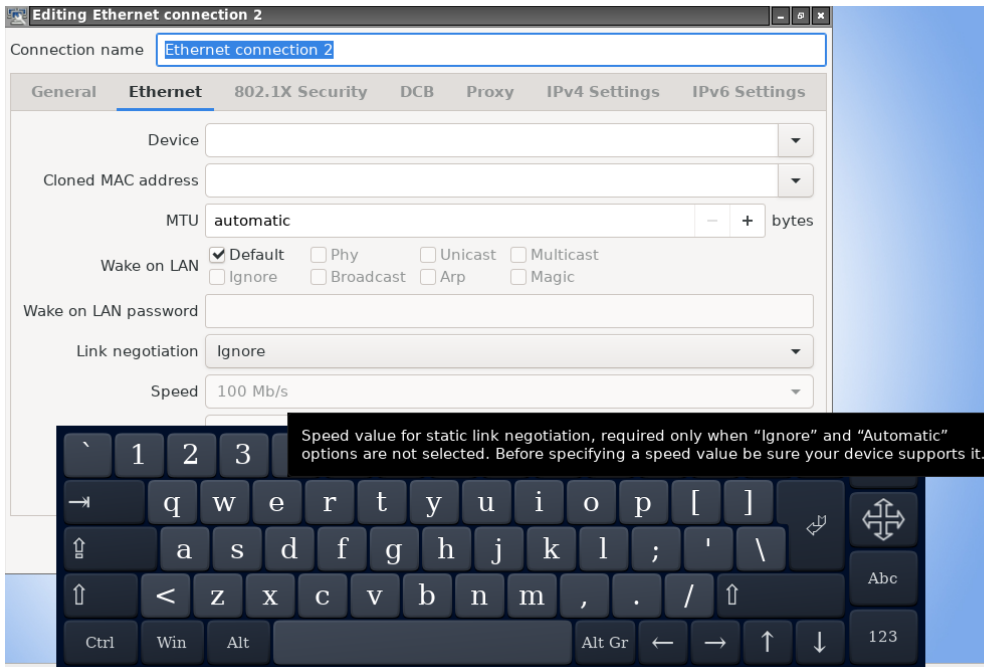 Editing Ethernet connection 2
Connection name Ethernet connection 2
General Ethernet 802.1X Security DCB Proxy IPv4 Settings IPv6 Settings
Device
Cloned MAC address
MTU automatic − + bytes
Wake on LAN
Default Phy Unicast Multicast
Ignore Broadcast Arp Magic
Wake on LAN password
Link negotiation Ignore
Speed 100 Mb/s
Speed value for static link negotiation, required only when “Ignore” and “Automatic”
options are not selected. Before specifying a speed value be sure your device supports it.
` 1 2 3
q w e r t y u i o p [ ]
a s d f g h j k l ; ' \
Abc
< z x c v b n m , . /
Ctrl Win Alt Alt Gr ← → ↑ ↓ 123